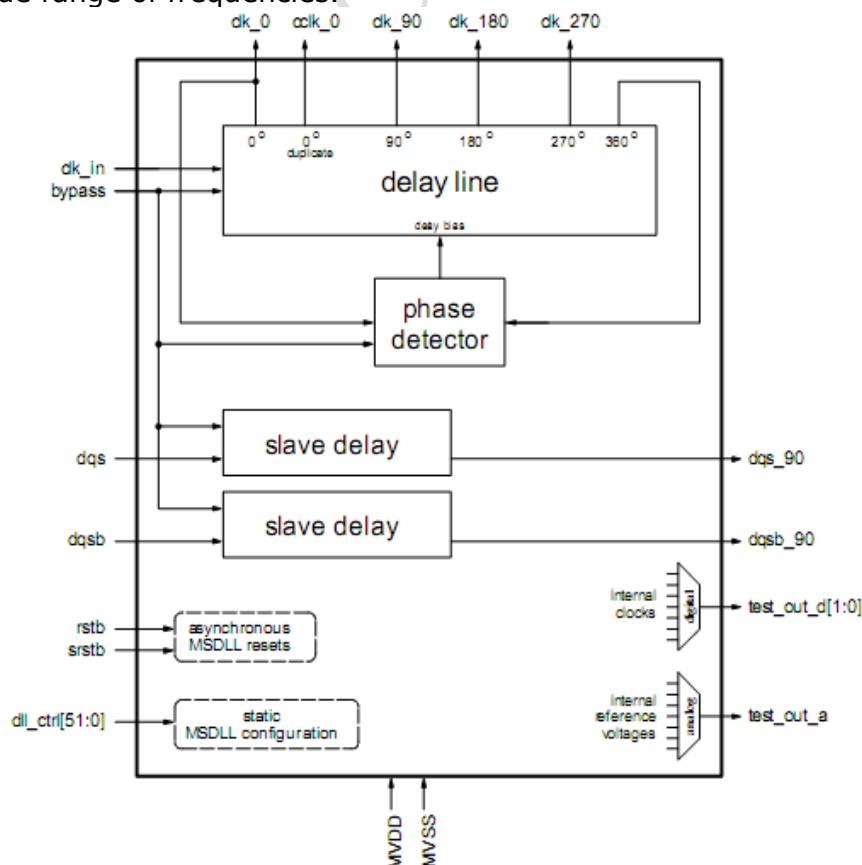 de range of frequencies.
clk_0 cclk_0 clk_90 clk_180 clk_270
0° 0° 90° 180° 270° 360°
duplicate
clk_in
bypass
delay line
delay bias
phase
detector
slave delay
dqs
dqs_90
slave delay
dqsb
dqsb_90
internal
clocks
digital
test_out_d[1:0]
rstb
srstb
asynchronous
MSDLL resets
internal
reference
voltages
analog
test_out_a
dll_ctrl[51:0]
static
MSDLL configuration
MVDD
MVSS